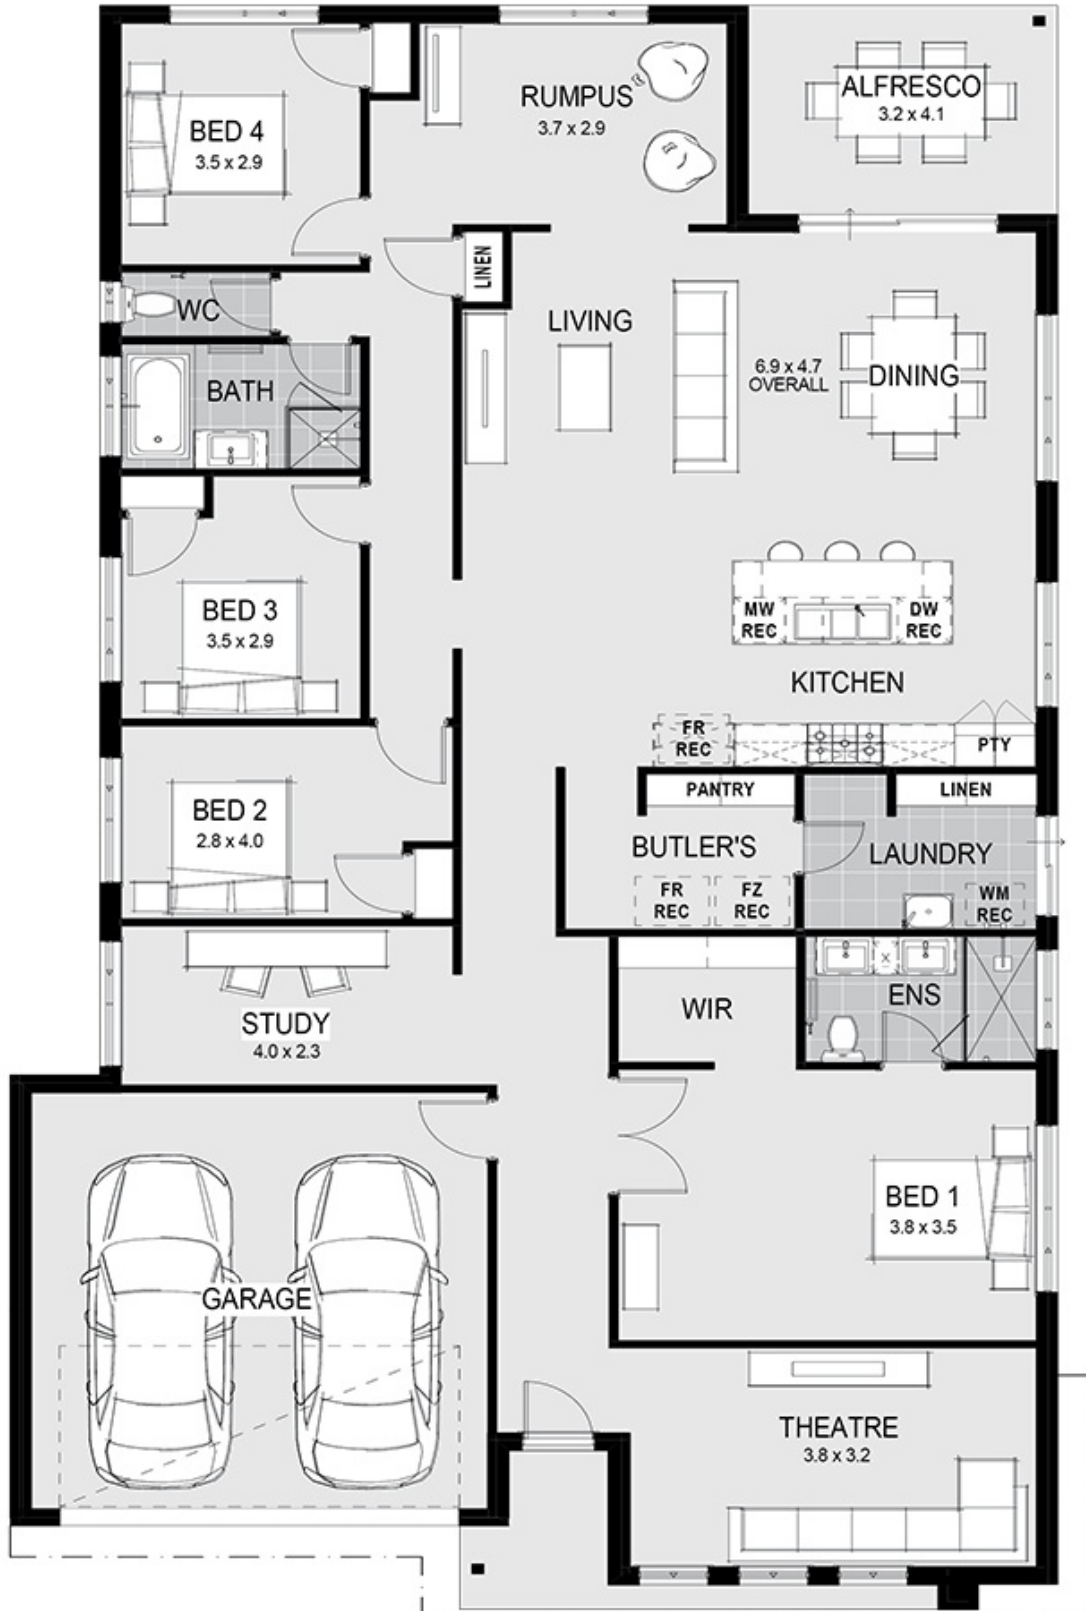 RUMPUS
3.7 x 2.9
ALFRESCO
3.2 x 4.1
BED 4
3.5 x 2.9
LINEN
WC
LIVING
6.9 x 4.7
OVERALL
DINING
BATH
BED 3
3.5 x 2.9
MW
REC
DW
REC
KITCHEN
FR
REC
PTY
PANTRY
LINEN
BED 2
2.8 x 4.0
BUTLER'S
LAUNDRY
FR
REC
FZ
REC
WM
REC
STUDY
4.0 x 2.3
WIR
ENS
BED 1
3.8 x 3.5
GARAGE
THEATRE
3.8 x 3.2